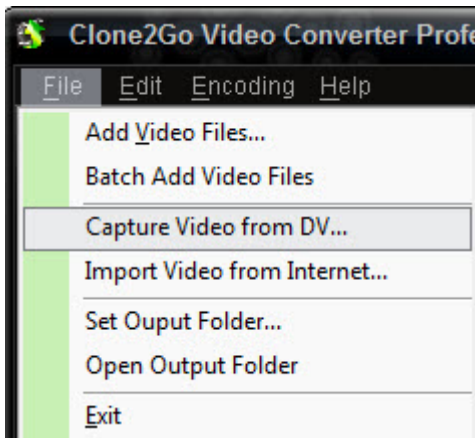 Clone2Go Video Converter Profe
File Edit Encoding Help
Add Video Files...
Batch Add Video Files
Capture Video from DV...
Import Video from Internet...
Set Ouput Folder...
Open Output Folder
Exit